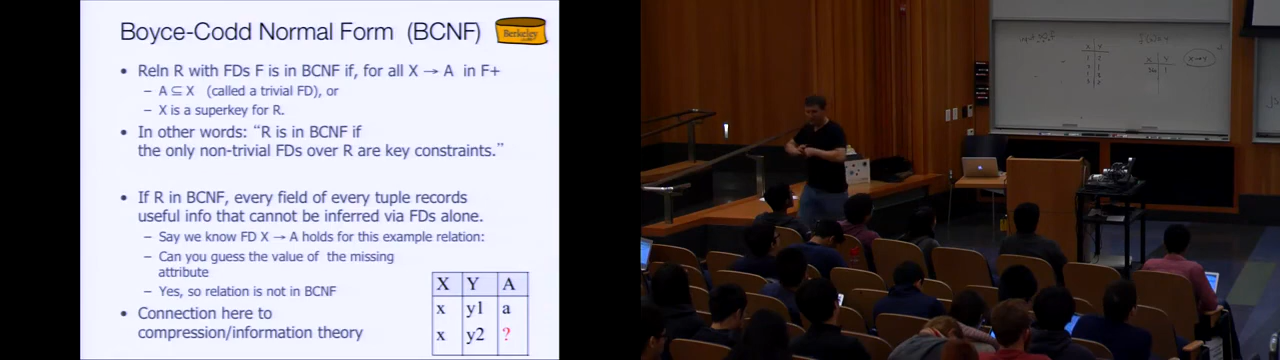 Boyce-Codd Normal Form (BCNF)
Berkeley
• Reln R with FDs F is in BCNF if, for all X → A in F+
– A ⊆ X (called a trivial FD), or
– X is a superkey for R.
• In other words: “R is in BCNF if
the only non-trivial FDs over R are key constraints.”
• If R in BCNF, every field of every tuple records
useful info that cannot be inferred via FDs alone.
– Say we know FD X → A holds for this example relation:
– Can you guess the value of the missing
attribute
– Yes, so relation is not in BCNF
• Connection here to
compression/information theory
X Y A
x y1 a
x y2 ?
X Y
X Y
X→Y